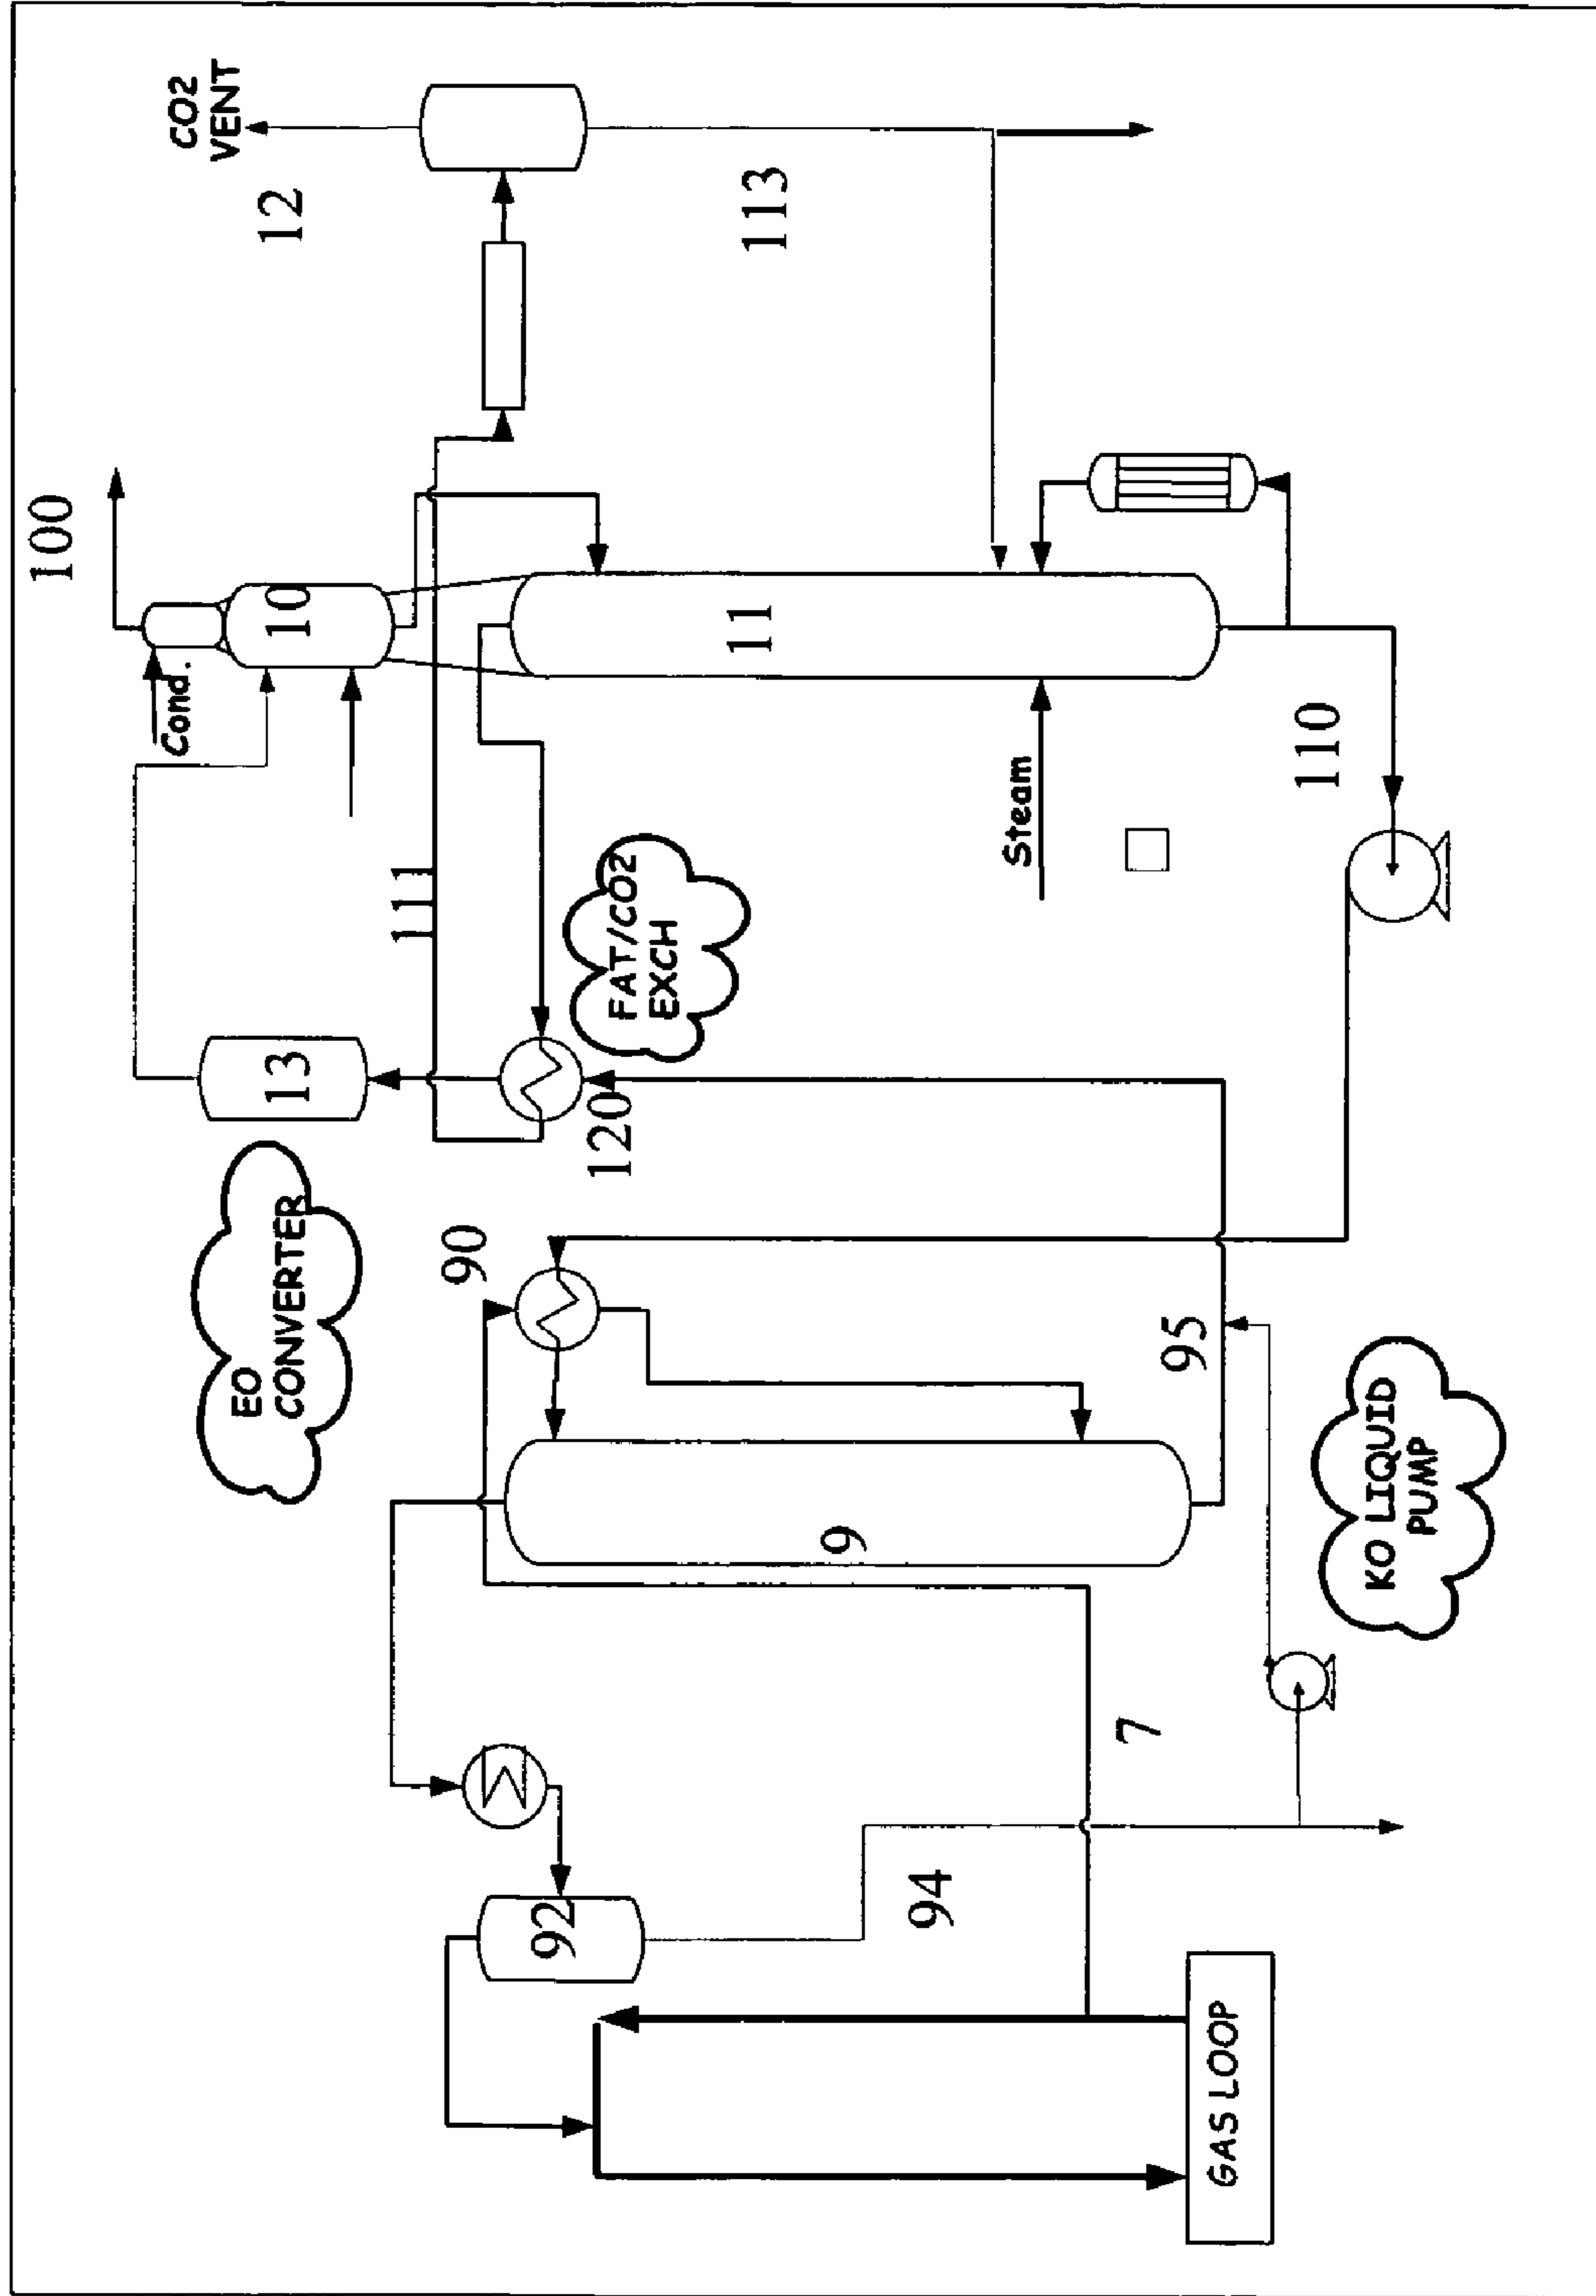 100
CO2
VENT
12
10
Cond.
13
EO
CONVERTER
111
90
120
FAT/CO2
EXCH
113
11
92
9
Steam
94
95
7
110
KO LIQUID
PUMP
GAS LOOP